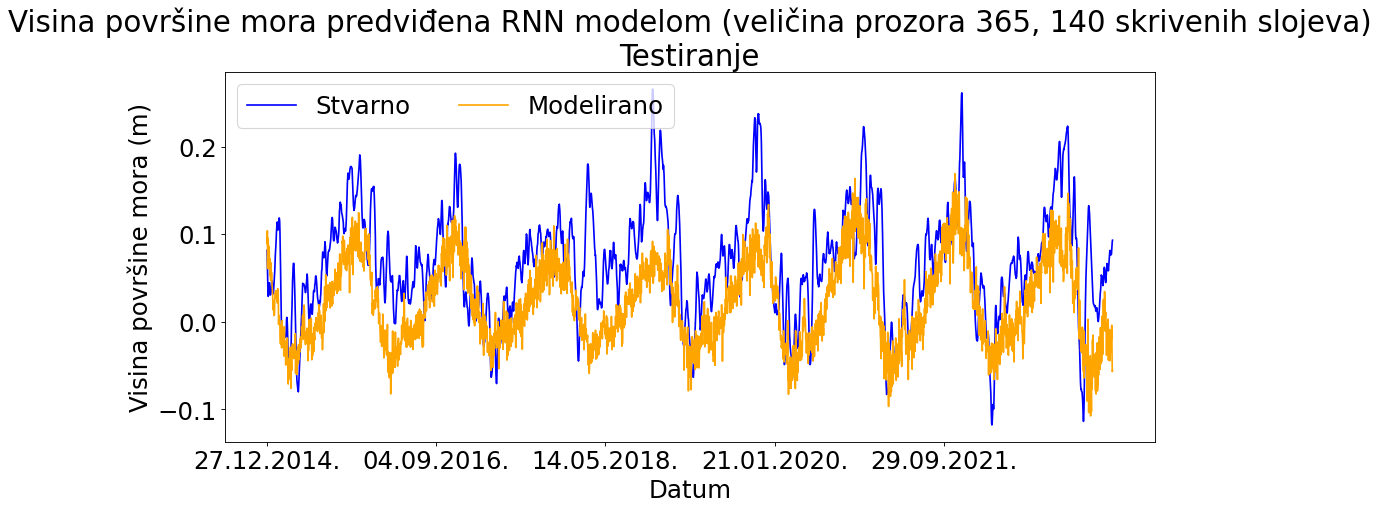 Visina površine mora predviđena RNN modelom (veličina prozora 365, 140 skrivenih slojeva)
Testiranje
Stvarno
Modelirano
Visina površine mora (m)
0.2
0.1
0.0
−0.1
27.12.2014.
04.09.2016.
14.05.2018.
21.01.2020.
29.09.2021.
Datum